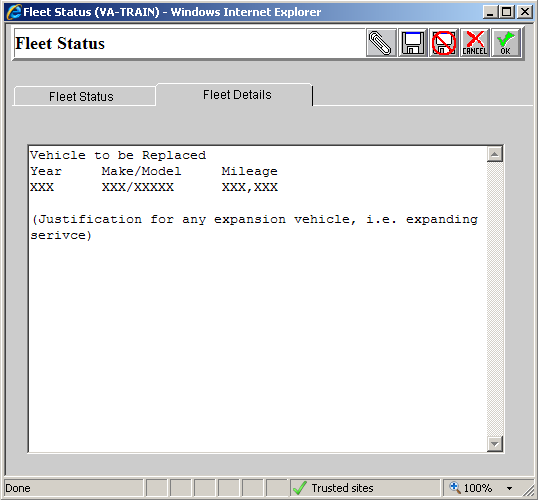 Fleet Status (VA-TRAIN) - Windows Internet Explorer
Fleet Status
CANCEL OK
Fleet Status Fleet Details
Vehicle to be Replaced
Year Make/Model Mileage
XXX XXX/XXXXX XXX,XXX
(Justification for any expansion vehicle, i.e. expanding
serivce)
Done Trusted sites 100%